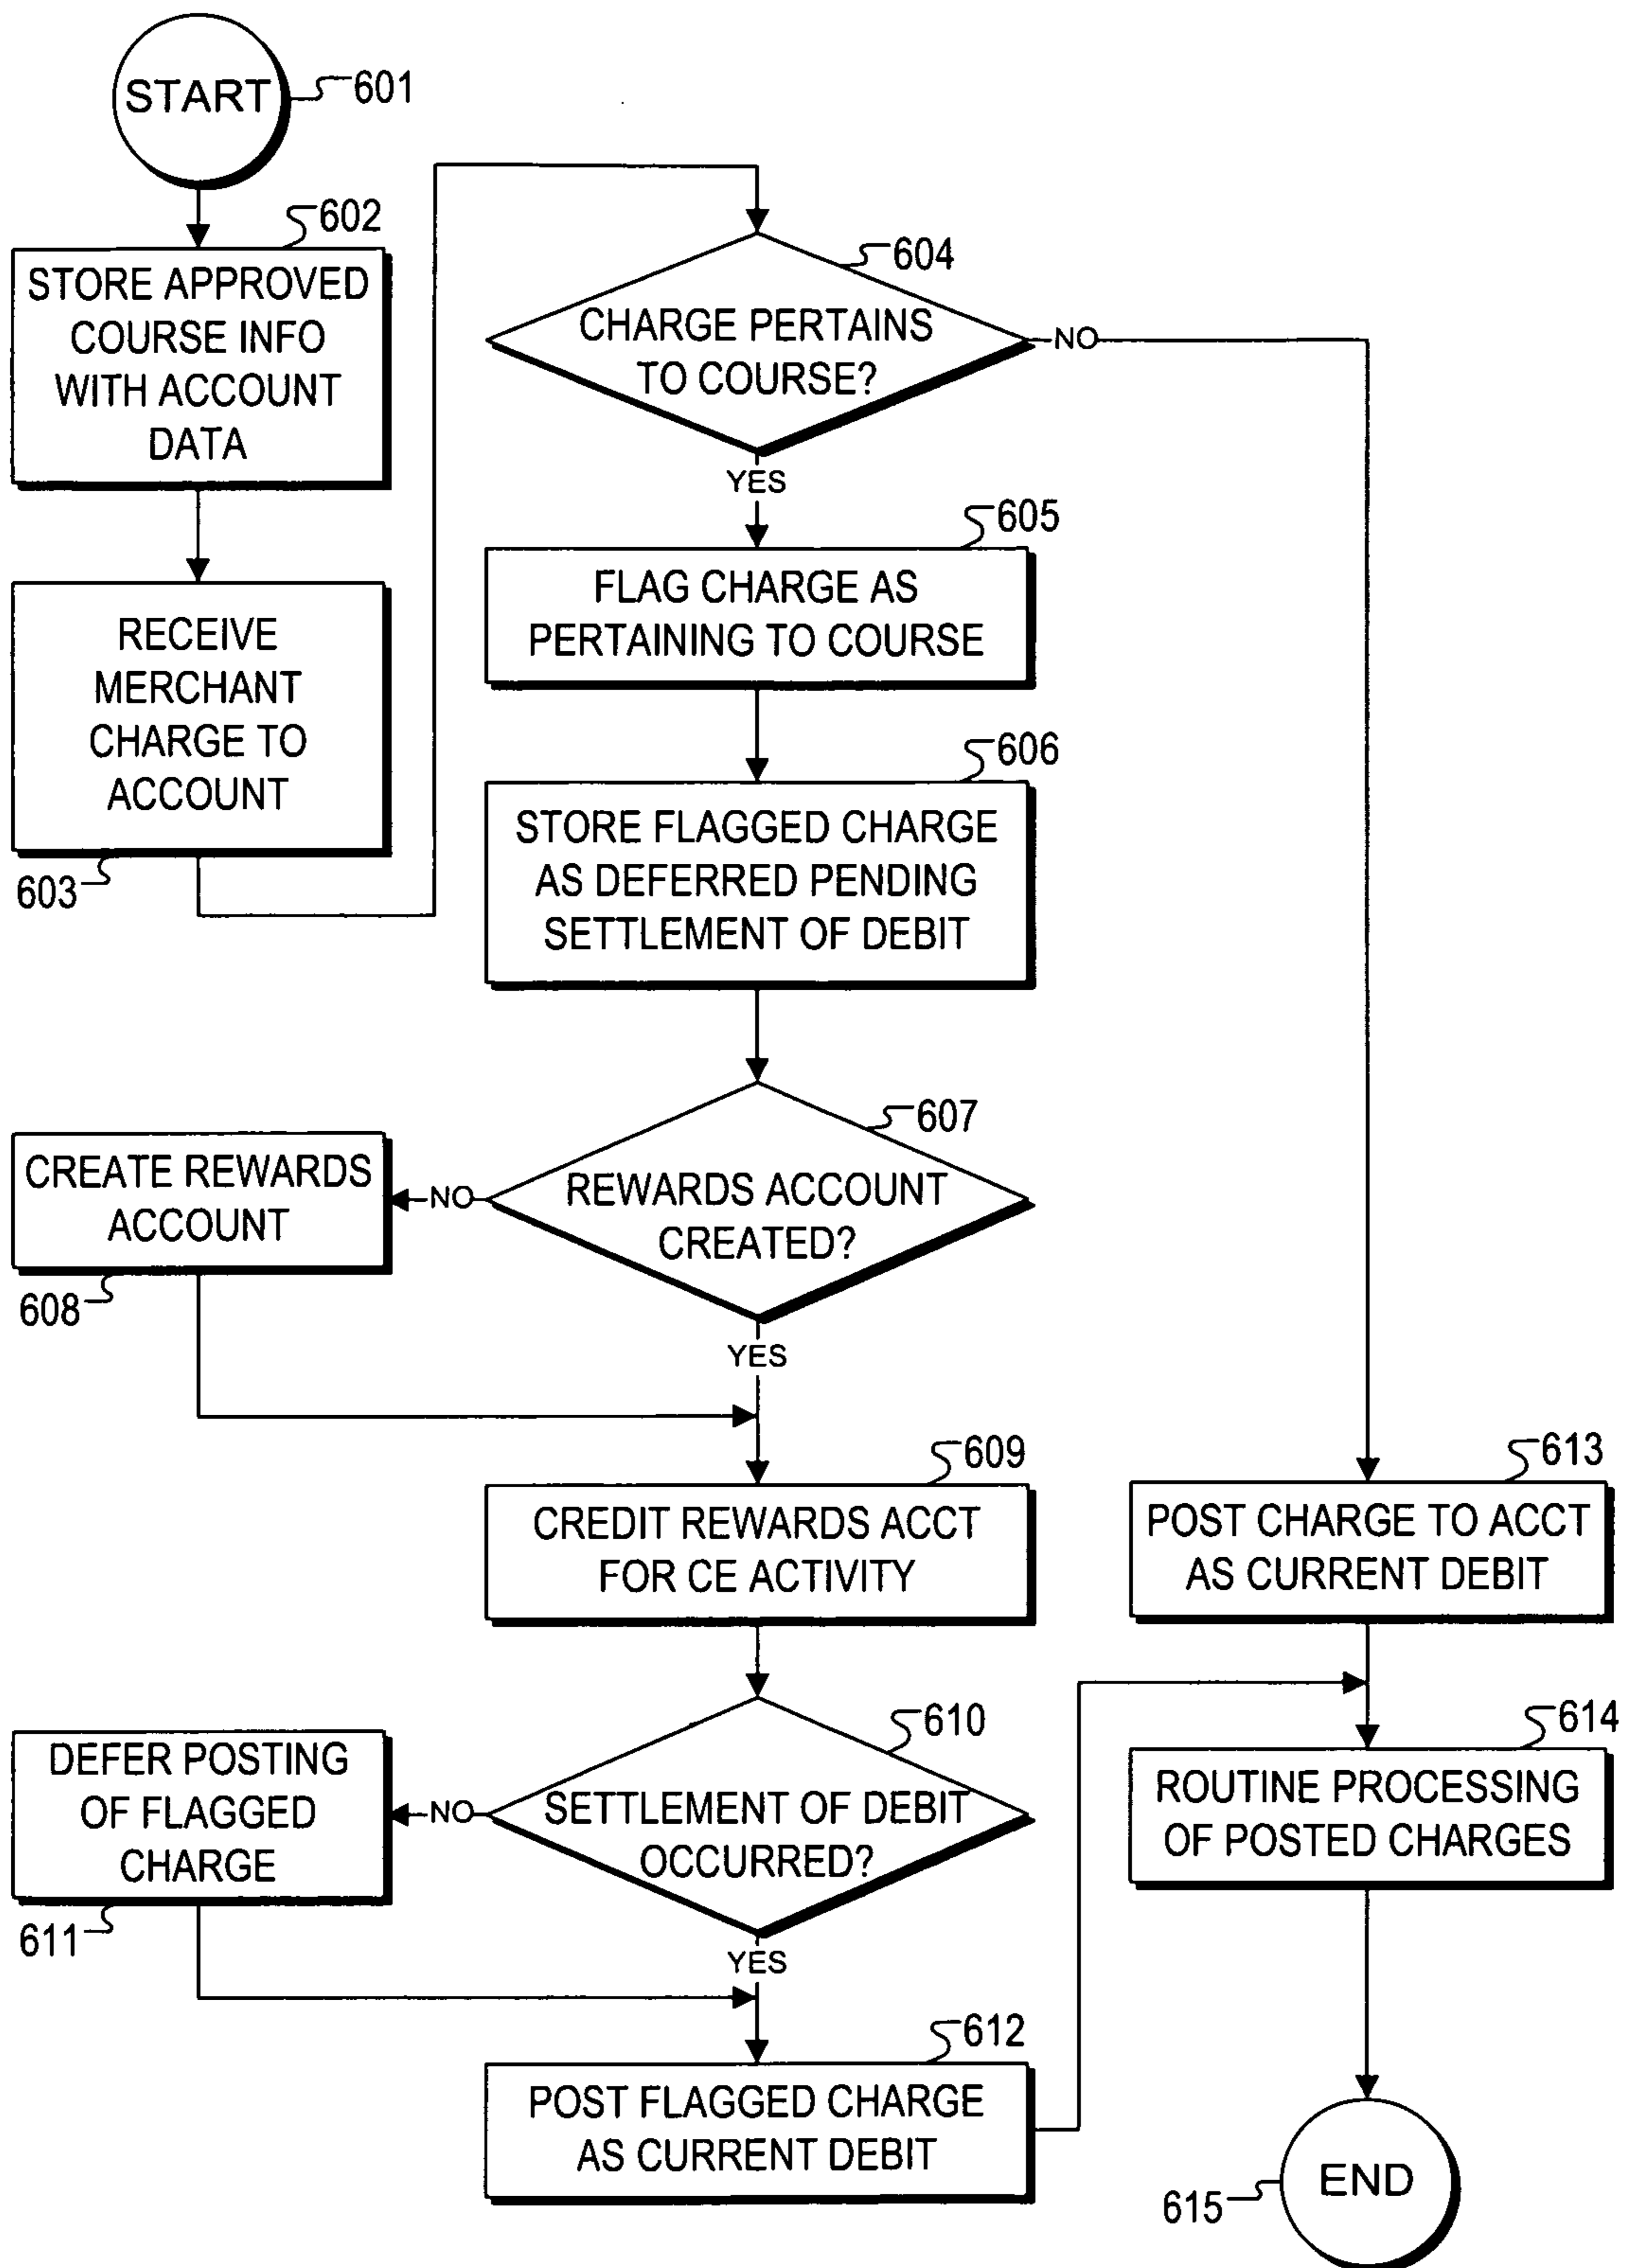 START
601
602
STORE APPROVED
COURSE INFO
WITH ACCOUNT
DATA
RECEIVE
MERCHANT
CHARGE TO
ACCOUNT
603
604
CHARGE PERTAINS
TO COURSE?
NO
YES
605
FLAG CHARGE AS
PERTAINING TO COURSE
606
STORE FLAGGED CHARGE
AS DEFERRED PENDING
SETTLEMENT OF DEBIT
607
REWARDS ACCOUNT
CREATED?
NO
CREATE REWARDS
ACCOUNT
608
YES
609
CREDIT REWARDS ACCT
FOR CE ACTIVITY
610
SETTLEMENT OF DEBIT
OCCURRED?
NO
DEFER POSTING
OF FLAGGED
CHARGE
611
YES
612
POST FLAGGED CHARGE
AS CURRENT DEBIT
613
POST CHARGE TO ACCT
AS CURRENT DEBIT
614
ROUTINE PROCESSING
OF POSTED CHARGES
END
615